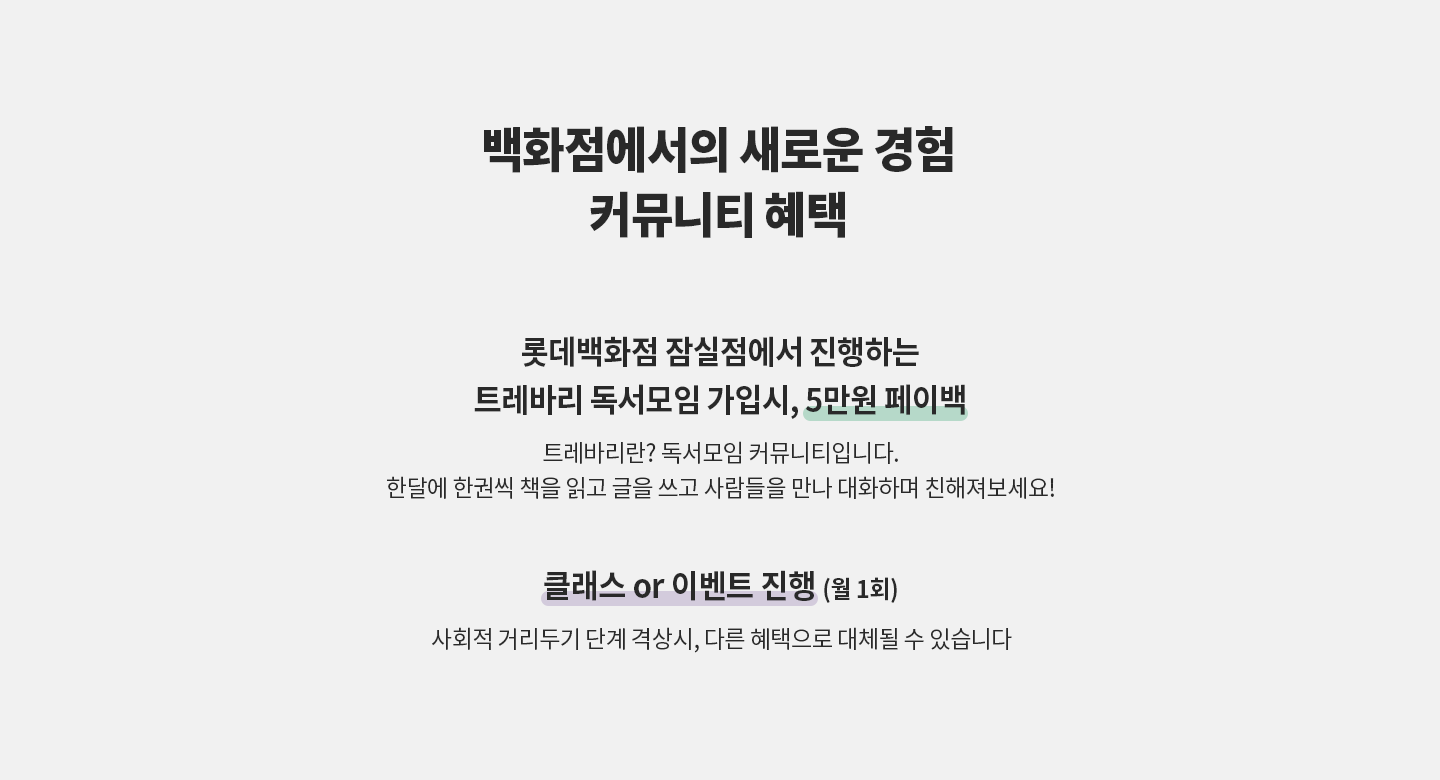 백화점에서의 새로운 경험
커뮤니티 혜택
롯데백화점 잠실점에서 진행하는
트레바리 독서모임 가입시, 5만원 페이백
트레바리란? 독서모임 커뮤니티입니다.
한달에 한권씩 책을 읽고 글을 쓰고 사람들을 만나 대화하며 친해져보세요!
클래스 or 이벤트 진행 (월 1회)
사회적 거리두기 단계 격상시, 다른 혜택으로 대체될 수 있습니다